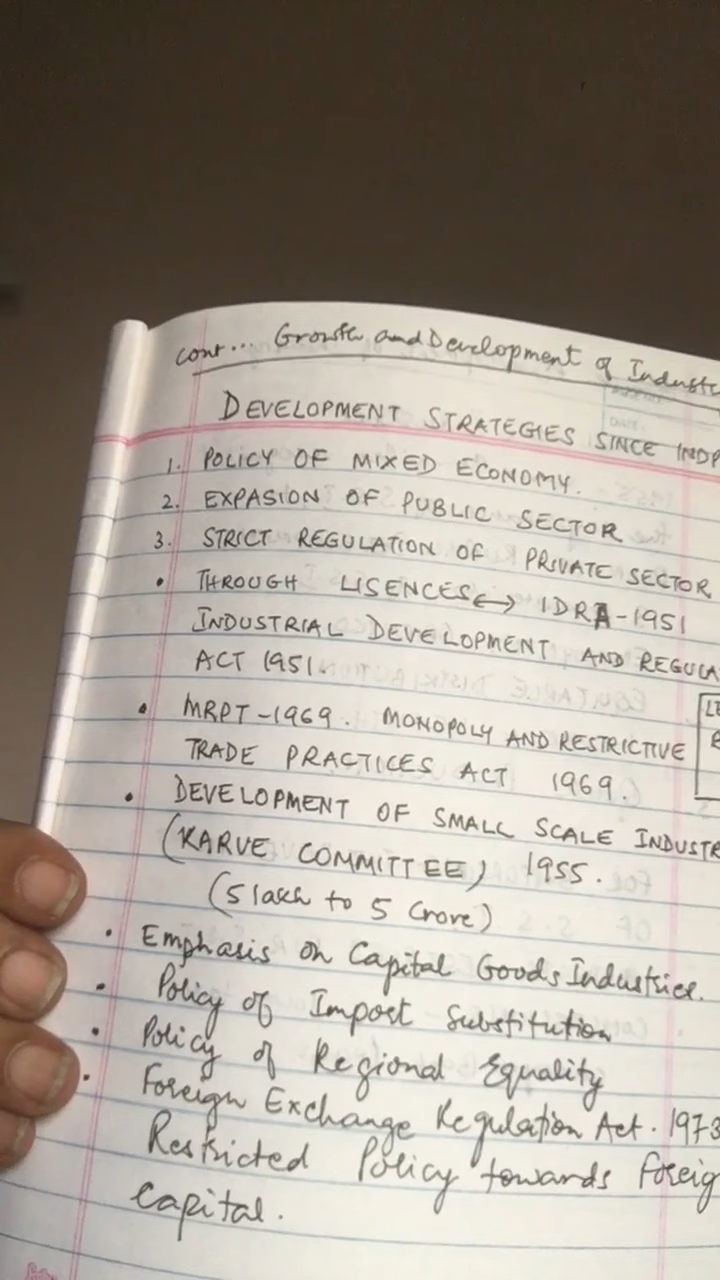 cont... Growth and Development of Indust
DEVELOPMENT STRATEGIES SINCE INDP
1. POLICY OF MIXED ECONOMY.
2. EXPASION OF PUBLIC SECTOR
3. STRICT REGULATION OF PRIVATE SECTOR
• THROUGH LISENCES ↔ IDRA-1951
INDUSTRIAL DEVELOPMENT AND REGULA
ACT 1951.
• MRPT-1969. MONOPOLY AND RESTRICTIVE
TRADE PRACTICES ACT 1969.
• DEVELOPMENT OF SMALL SCALE INDUSTR
(KARVE COMMITTEE) 1955.
(5 lakh to 5 Crore)
• Emphasis on Capital Goods Industries.
• Policy of Import Substitution
• Policy of Regional Equality
• Foreign Exchange Regulation Act. 1973
Restricted Policy towards foreig
Capital.